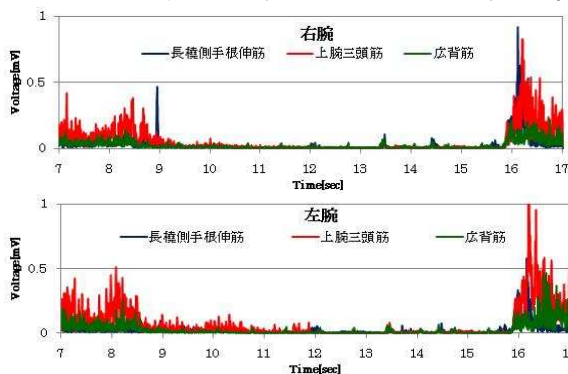 右腕
長橈側手根伸筋 上腕三頭筋 広背筋
Voltage[mV]
1
0.5
0
7 8 9 10 11 12 13 14 15 16 17
Time[sec]
左腕
長橈側手根伸筋 上腕三頭筋 広背筋
Voltage[mV]
1
0.5
0
7 8 9 10 11 12 13 14 15 16
Time[sec]